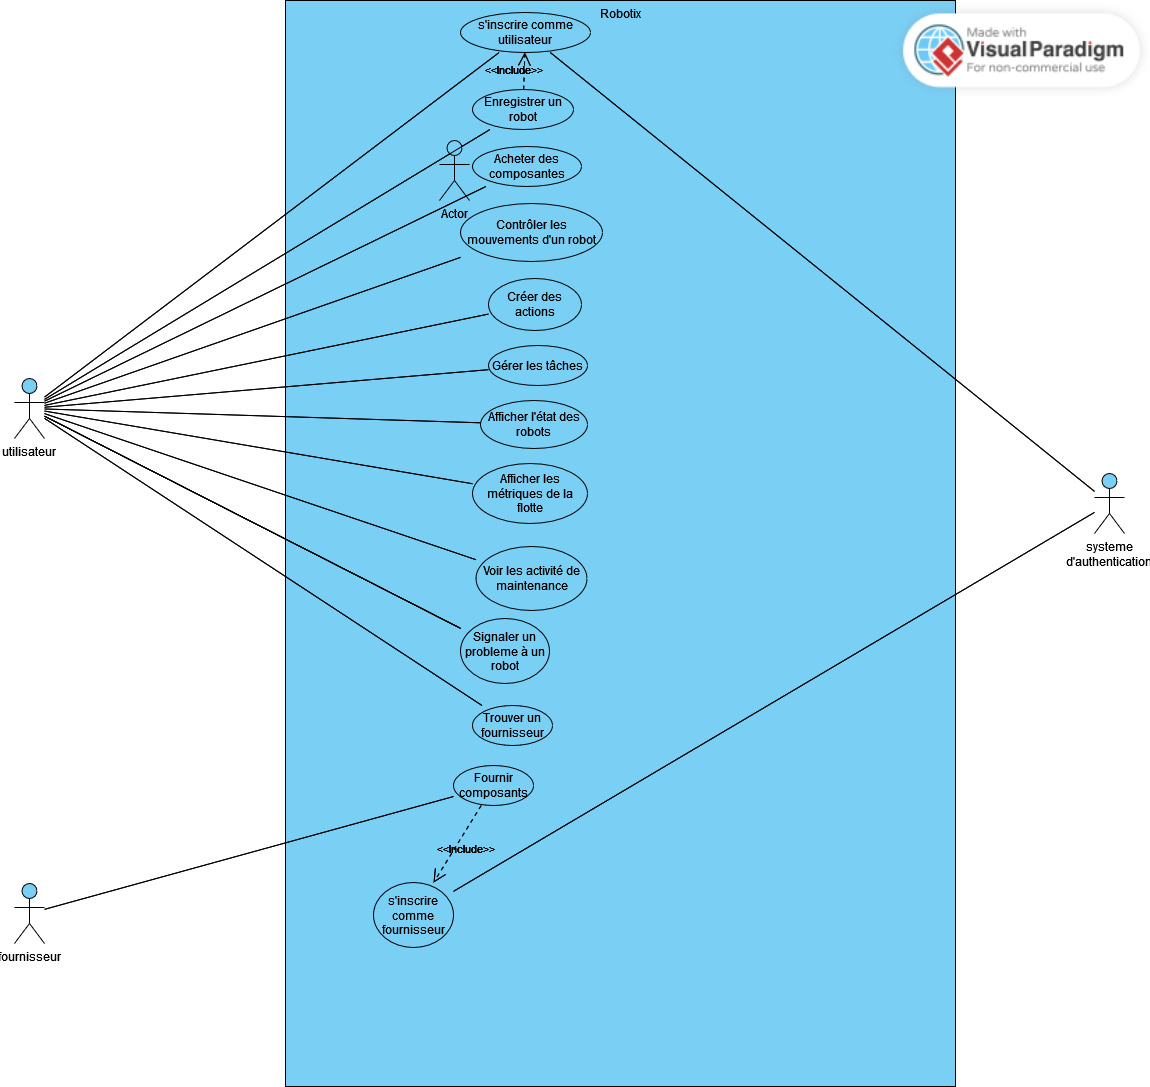 Robotix
Made with
Visual Paradigm
For non-commercial use
s'inscrire comme
utilisateur
<<Include>>
Enregistrer un
robot
Acheter des
composantes
Actor
Contrôler les
mouvements d'un robot
Créer des
actions
Gérer les tâches
Afficher l'état des
robots
utilisateur
Afficher les
métriques de la
flotte
systeme
d'authentication
Voir les activité de
maintenance
Signaler un
probleme à un
robot
Trouver un
fournisseur
Fournir
composants
<<Include>>
s'inscrire
comme
fournisseur
fournisseur